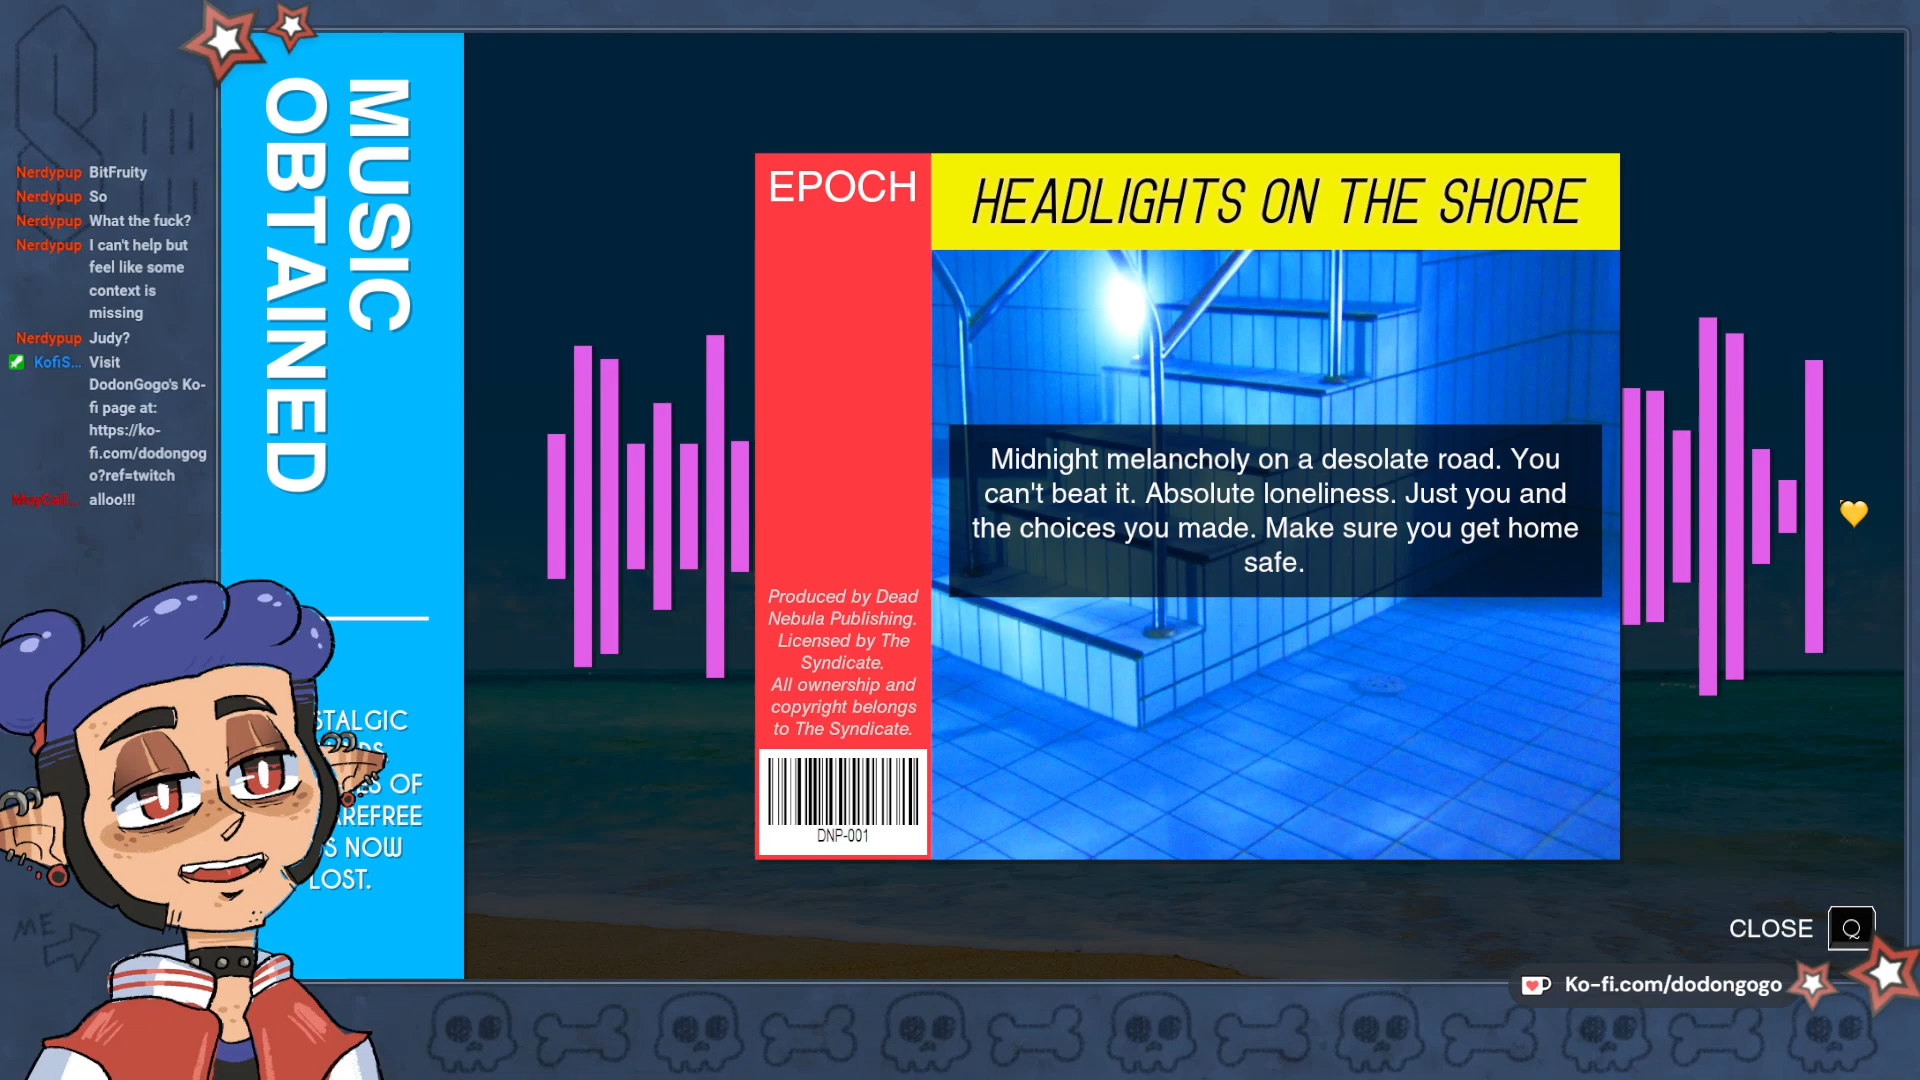 Nerdypup BitFruity
Nerdypup So
Nerdypup What the fuck?
Nerdypup I can't help but
feel like some
context is
missing
Nerdypup Judy?
KofiS... Visit
DodonGogo's Ko-
fi page at:
https://ko-
fi.com/dodongog
o?ref=twitch
alloo!!!
ME
MUSIC
OBTAINED
OF
NOW
LOST.
EPOCH
Produced by Dead
Nebula Publishing.
Licensed by The
Syndicate.
All ownership and
copyright belongs
to The Syndicate.
DNP-001
HEADLIGHTS ON THE SHORE
Midnight melancholy on a desolate road. You
can't beat it. Absolute loneliness. Just you and
the choices you made. Make sure you get home
safe.
CLOSE Q
Ko-fi.com/dodongogo